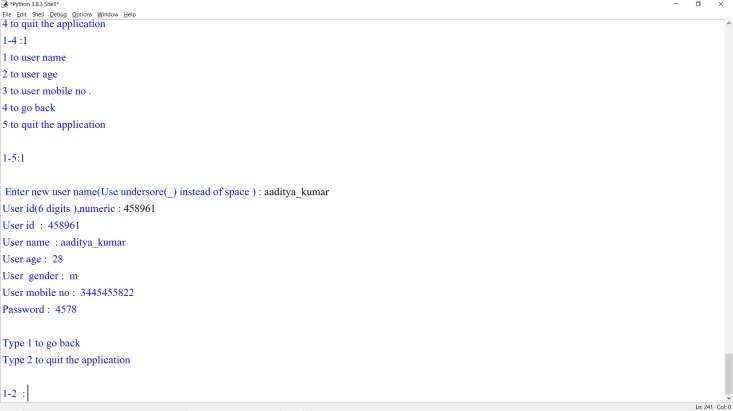 *Python 3.8.3 Shell*
File Edit Shell Debug Options Window Help
4 to quit the application
1-4 :1
1 to user name
2 to user age
3 to user mobile no .
4 to go back
5 to quit the application
1-5:1
Enter new user name(Use undersore(_) instead of space ) : aaditya_kumar
User id(6 digits ),numeric : 458961
User id  :  458961
User name  : aaditya_kumar
User age :  28
User  gender :  m
User mobile no :  3445455822
Password :  4578
Type 1 to go back
Type 2 to quit the application
1-2  :
Ln: 241 Col: 0